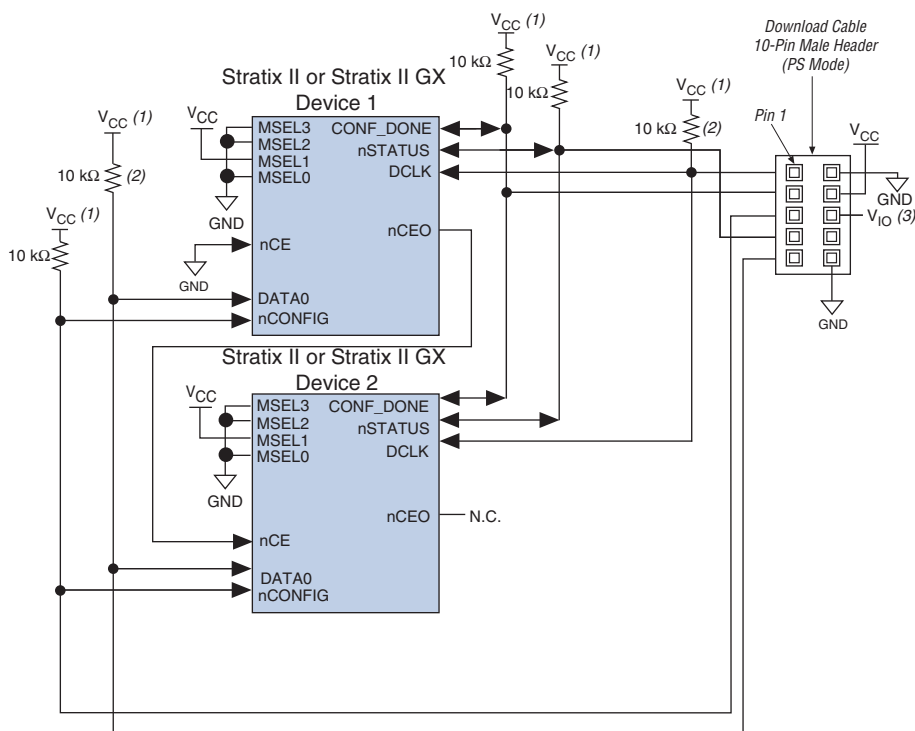 VCC (1)
10 kΩ
VCC (1)
10 kΩ
Download Cable
10-Pin Male Header
(PS Mode)
Stratix II or Stratix II GX
Device 1
VCC (1)
10 kΩ (2)
Pin 1
VCC
VCC (1)
10 kΩ (2)
VCC (1)
10 kΩ
VCC
MSEL3
MSEL2
MSEL1
MSEL0
GND
CONF_DONE
nSTATUS
DCLK
nCEO
nCE
GND
DATA0
nCONFIG
GND
VIO (3)
GND
Stratix II or Stratix II GX
Device 2
VCC
MSEL3
MSEL2
MSEL1
MSEL0
GND
CONF_DONE
nSTATUS
DCLK
nCEO
N.C.
nCE
DATA0
nCONFIG